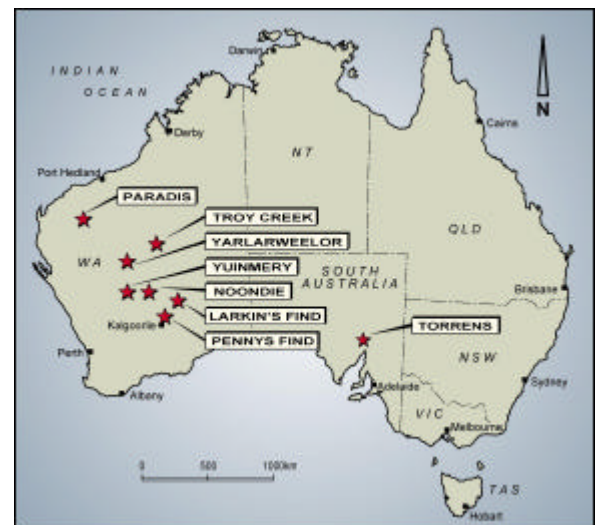 Darwin
INDIAN
OCEAN
N
Cairns
Derby
NT
Port Hedland
PARADIS
TROY CREEK
QLD
YARLARWEELOR
WA
YUINMERY
SOUTH
AUSTRALIA
NOONDIE
Brisbane
LARKIN'S FIND
Kalgoorlie
TORRENS
PENNYS FIND
Perth
NSW
Adelaide
Sydney
Albany
VIC
Melbourne
0 500 1000km
TAS
Hobart